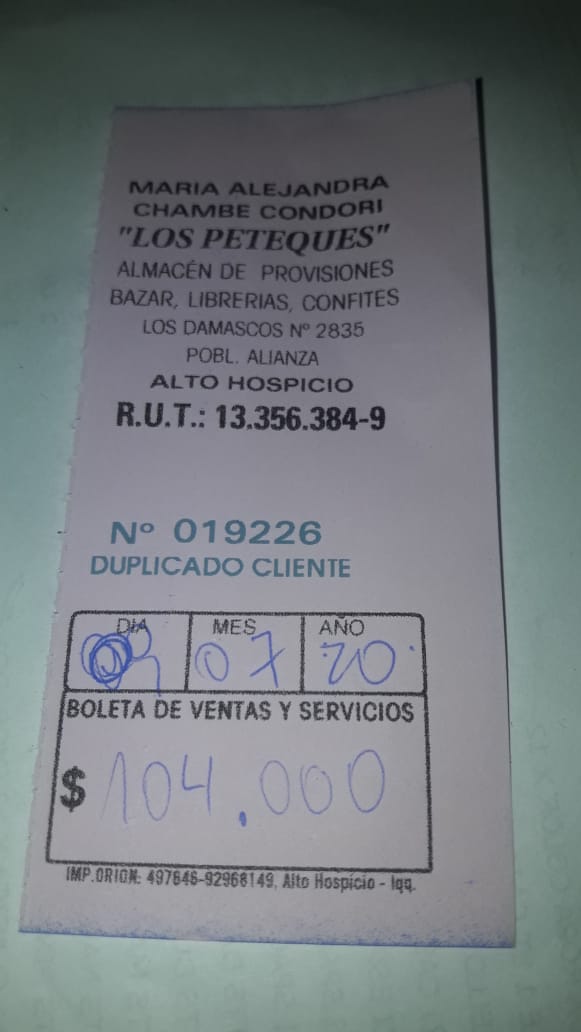 MARIA ALEJANDRA
CHAMBE CONDORI
"LOS PETEQUES"
ALMACÉN DE PROVISIONES
BAZAR, LIBRERIAS, CONFITES
LOS DAMASCOS Nº 2835
POBL. ALIANZA
ALTO HOSPICIO
R.U.T.: 13.356.384-9
Nº 019226
DUPLICADO CLIENTE
DIA MES AÑO
09 07 20
BOLETA DE VENTAS Y SERVICIOS
$ 104.000
IMP.ORION: 497646-92968149, Alto Hospicio - Iqq.